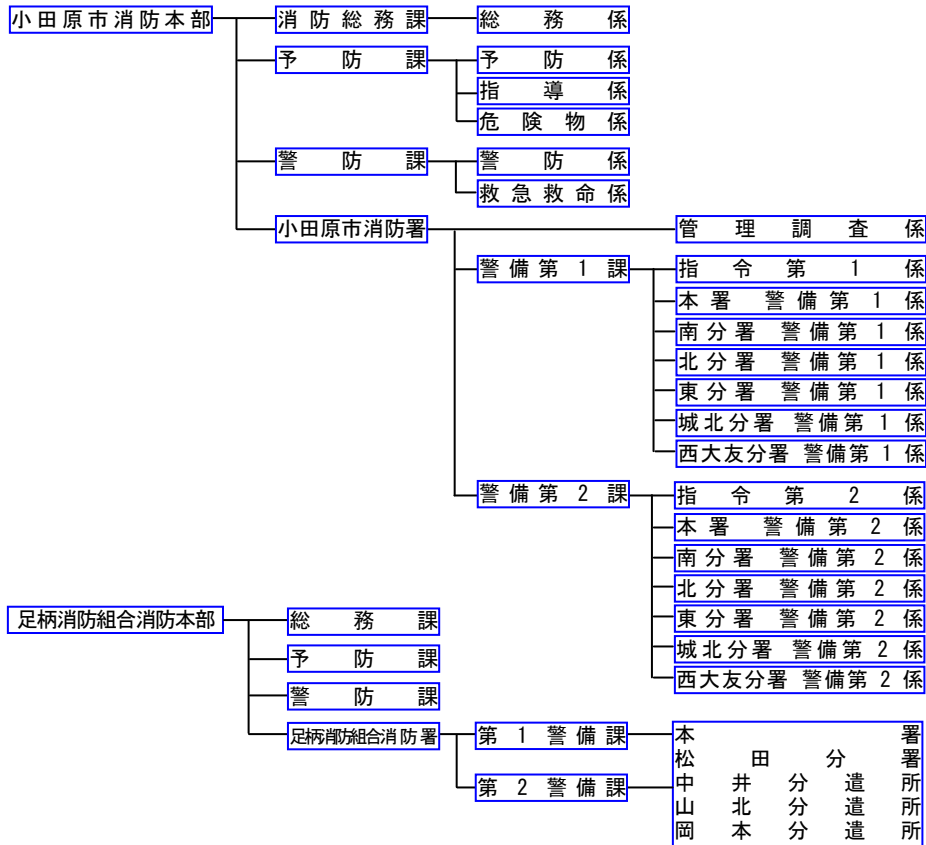 小田原市消防本部 消防総務課 総務係
予防課 予防係
指導係
危険物係
警防課 警防係
救急救命係
小田原市消防署 管理調査係
警備第1課 指令第1係
本署 警備第1係
南分署 警備第1係
北分署 警備第1係
東分署 警備第1係
城北分署 警備第1係
西大友分署 警備第1係
警備第2課 指令第2係
本署 警備第2係
南分署 警備第2係
北分署 警備第2係
東分署 警備第2係
城北分署 警備第2係
西大友分署 警備第2係
足柄消防組合消防本部 総務課
予防課
警防課
足柄消防組合消防署 第1警備課 本署
松田分署
第2警備課 中井分遣所
山北分遣所
岡本分遣所